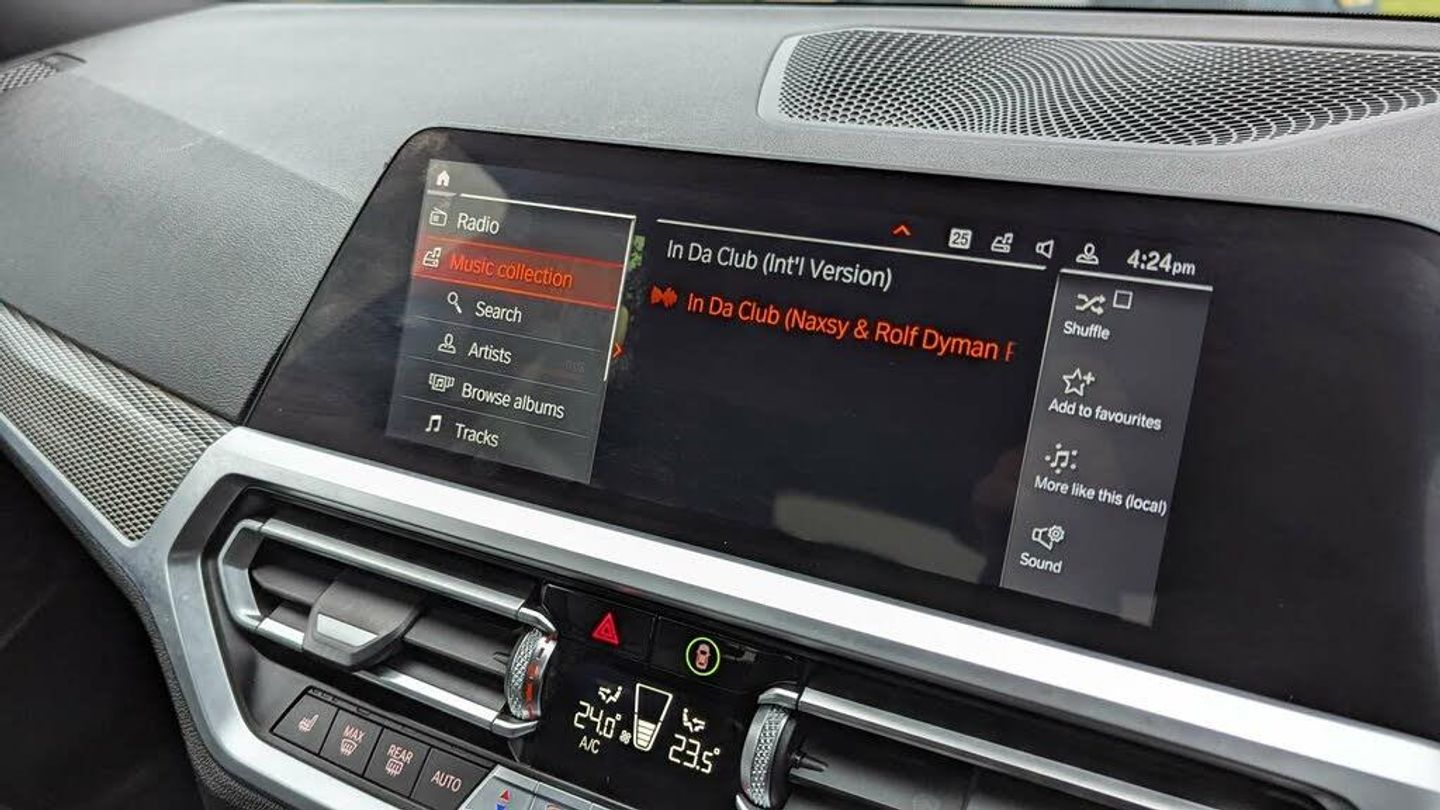 Radio
Music collection
Search
Artists
Browse albums
Tracks
In Da Club (Int'l Version)
In Da Club (Naxsy & Rolf Dyman
25
4:24pm
Shuffle
Add to favourites
More like this (local)
Sound
24.0°
A/C
23.5°
MAX
REAR
AUTO